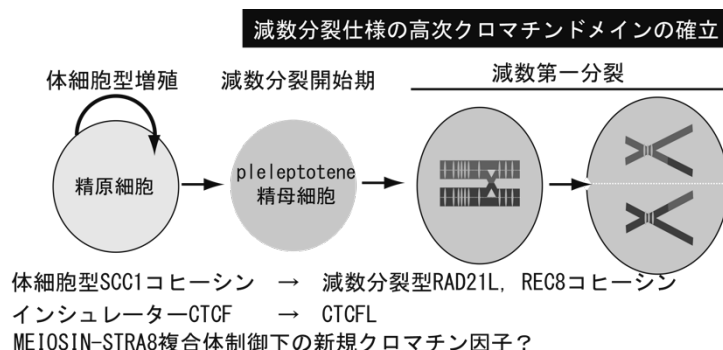 減数分裂仕様の高次クロマチンドメインの確立
体細胞型増殖
減数分裂開始期
減数第一分裂
精原細胞
pleleptotene
精母細胞
体細胞型SCC1コヒーシン → 減数分裂型RAD21L, REC8コヒーシン
インシュレーターCTCF → CTCFL
MEIOSIN-STRA8複合体制御下の新規クロマチン因子？